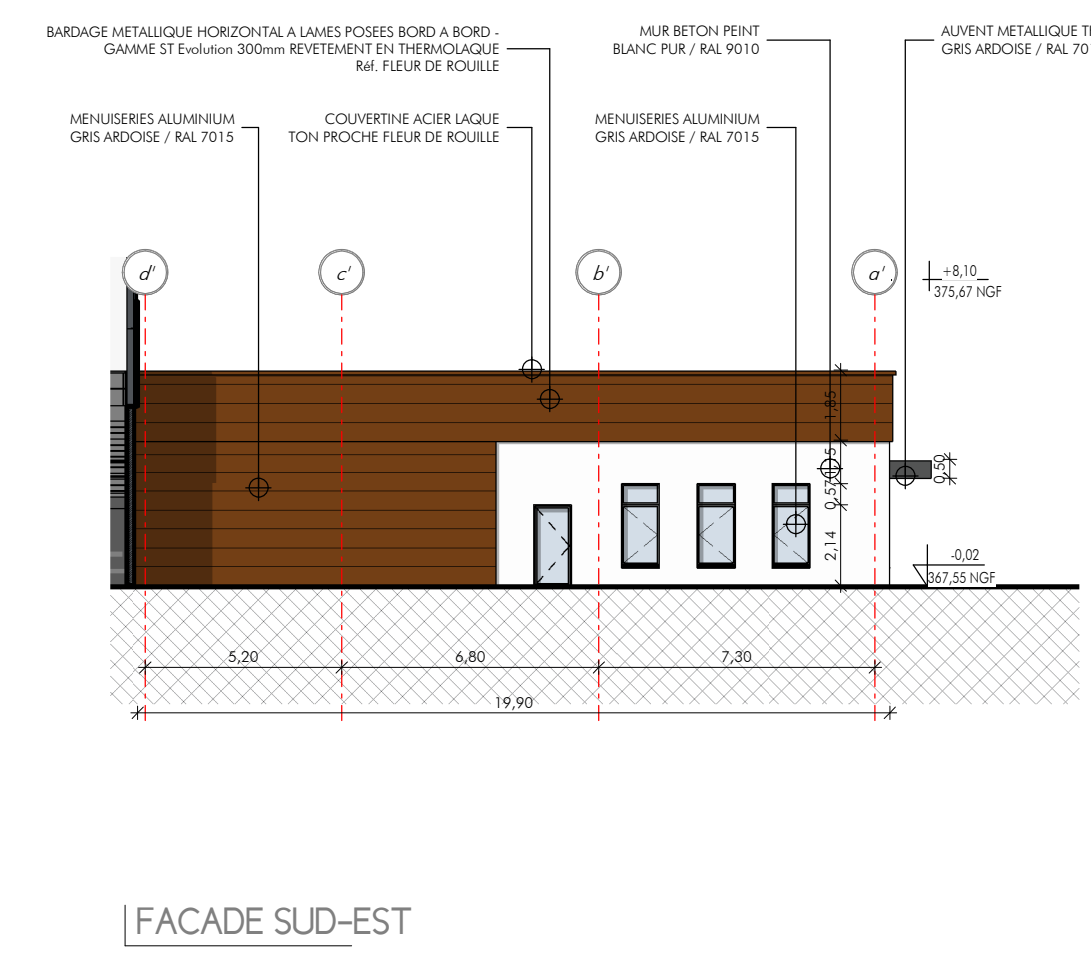 BARDAGE METALLIQUE HORIZONTAL A LAMES POSEES BORD A BORD -
GAMME ST Evolution 300mm REVETEMENT EN THERMOLAQUE
Réf. FLEUR DE ROUILLE
MUR BETON PEINT
BLANC PUR / RAL 9010
AUVENT METALLIQUE
GRIS ARDOISE / RAL 70
MENUISERIES ALUMINIUM
GRIS ARDOISE / RAL 7015
COUVERTINE ACIER LAQUE
TON PROCHE FLEUR DE ROUILLE
MENUISERIES ALUMINIUM
GRIS ARDOISE / RAL 7015
d'
c'
b'
a'
+8,10
375,67 NGF
1,85
0,57
2,14
0,50
-0,02
367,55 NGF
5,20
6,80
7,30
19,90
FACADE SUD-EST